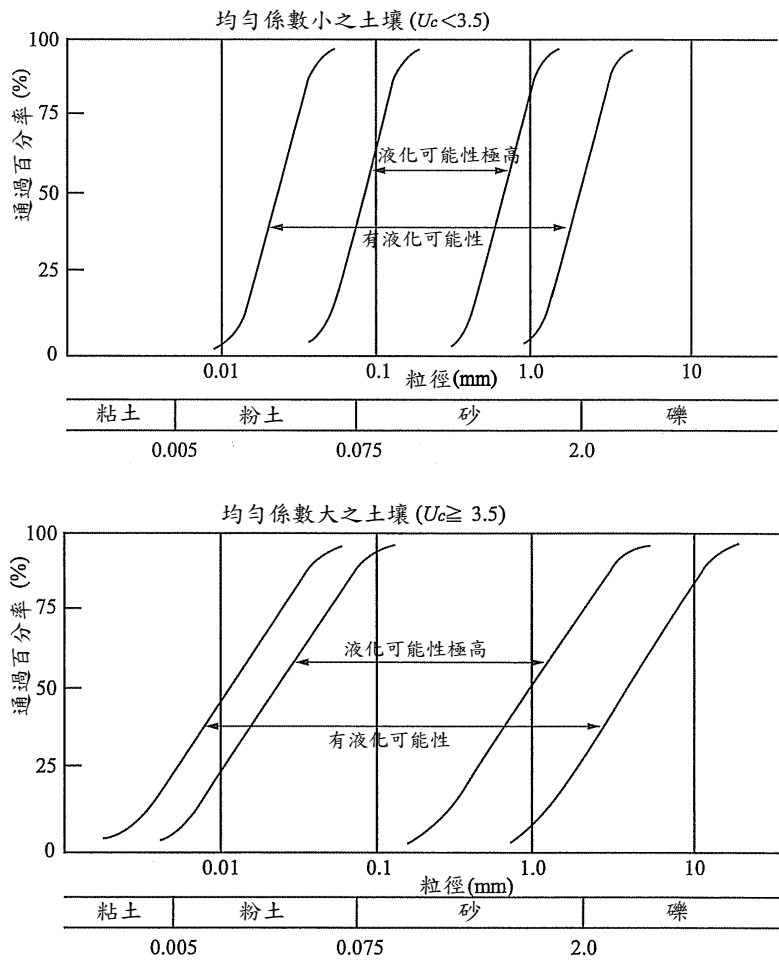 均勻係數小之土壤 (Uc<3.5)
通過百分率 (%)
100
75
50
25
0
液化可能性極高
有液化可能性
0.01 0.1 1.0 10
粒徑(mm)
粘土 粉土 砂 礫
0.005 0.075 2.0
均勻係數大之土壤 (Uc≧ 3.5)
通過百分率 (%)
100
75
50
25
0
液化可能性極高
有液化可能性
0.01 0.1 1.0 10
粒徑(mm)
粘土 粉土 砂 礫
0.005 0.075 2.0